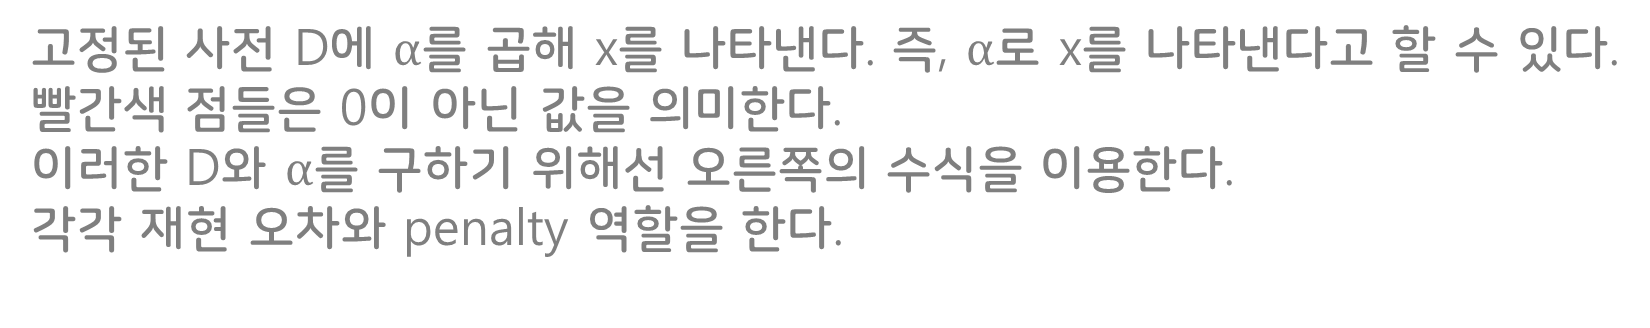 고정된 사전 D에 α를 곱해 x를 나타낸다. 즉, α로 x를 나타낸다고 할 수 있다.
빨간색 점들은 0이 아닌 값을 의미한다.
이러한 D와 α를 구하기 위해선 오른쪽의 수식을 이용한다.
각각 재현 오차와 penalty 역할을 한다.